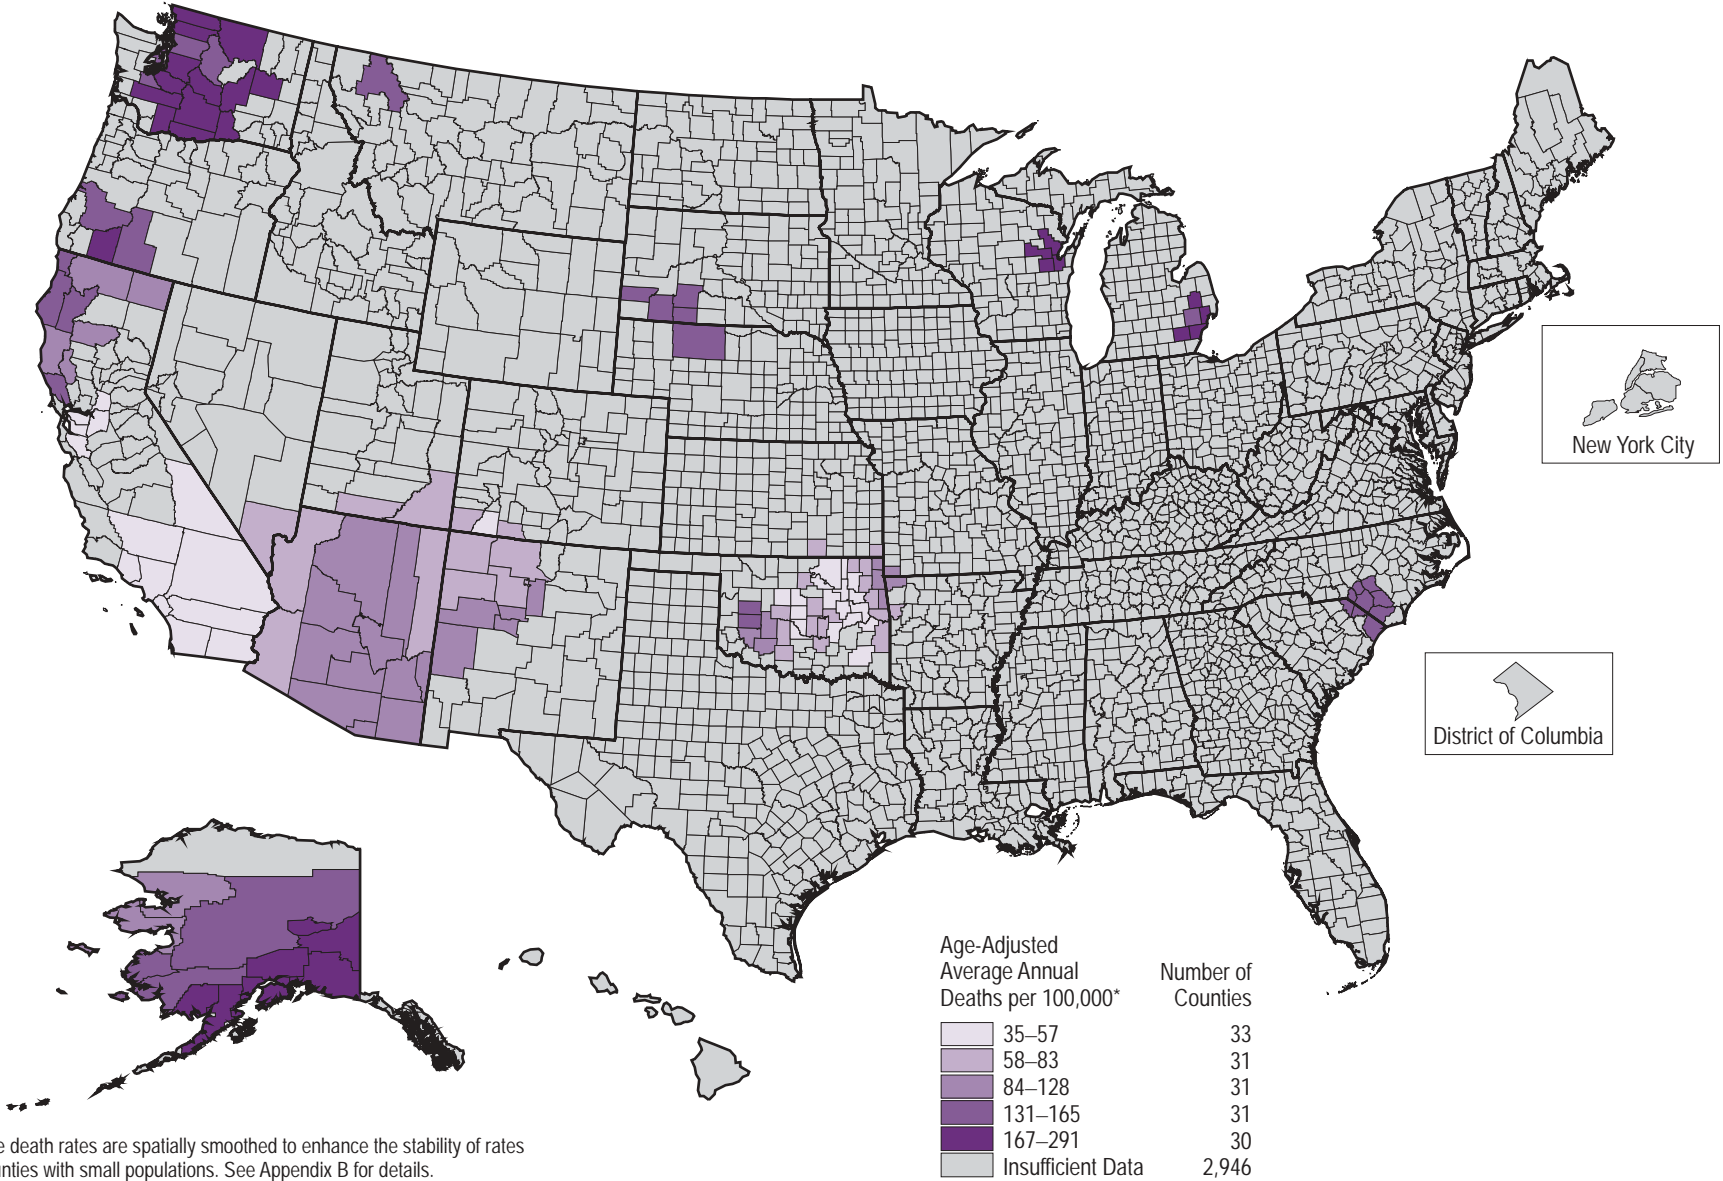 New York City
District of Columbia
Age-Adjusted
Average Annual
Deaths per 100,000*
Number of
Counties
35–57 33
58–83 31
84–128 31
131–165 31
167–291 30
Insufficient Data 2,946
e death rates are spatially smoothed to enhance the stability of rates
unties with small populations. See Appendix B for details.